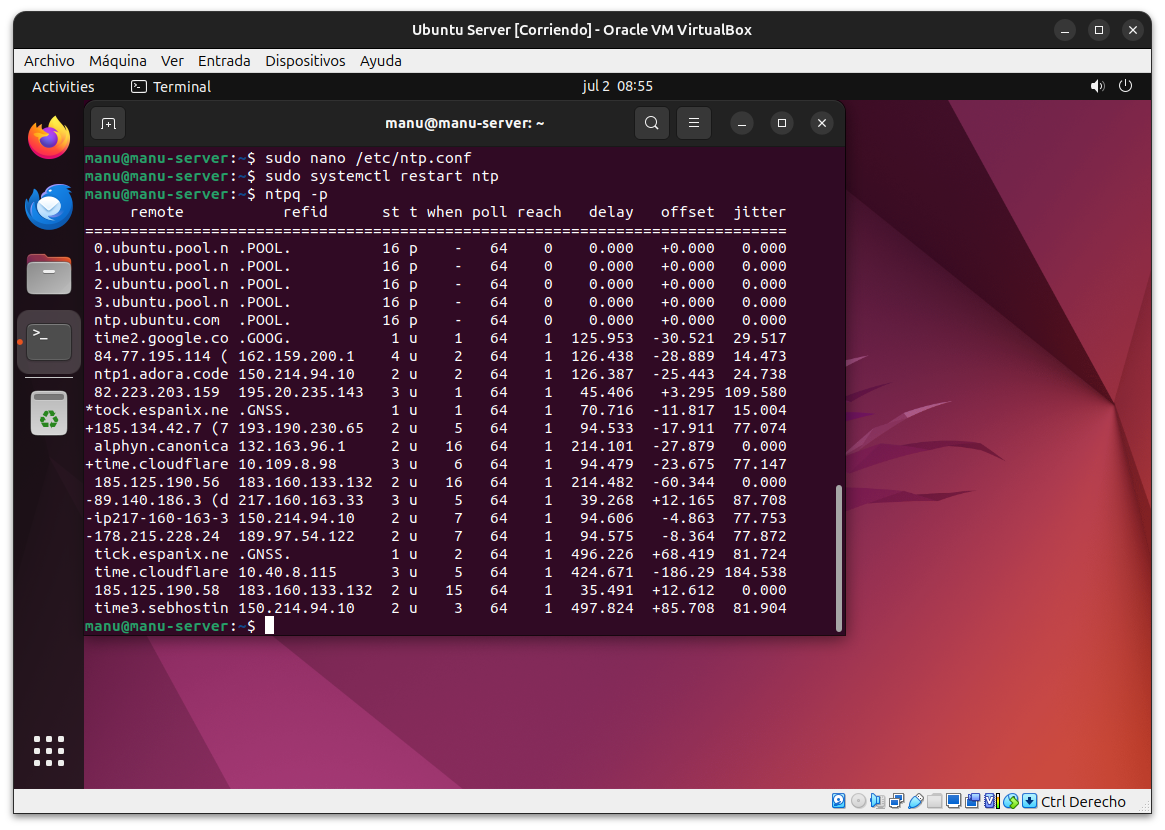 Ubuntu Server [Corriendo] - Oracle VM VirtualBox
Archivo Máquina Ver Entrada Dispositivos Ayuda
Activities Terminal jul 2 08:55
manu@manu-server: ~
manu@manu-server:~$ sudo nano /etc/ntp.conf
manu@manu-server:~$ sudo systemctl restart ntp
manu@manu-server:~$ ntpq -p
     remote           refid      st t when poll reach   delay   offset  jitter
==============================================================================
 0.ubuntu.pool.n .POOL.          16 p    -   64    0    0.000   +0.000   0.000
 1.ubuntu.pool.n .POOL.          16 p    -   64    0    0.000   +0.000   0.000
 2.ubuntu.pool.n .POOL.          16 p    -   64    0    0.000   +0.000   0.000
 3.ubuntu.pool.n .POOL.          16 p    -   64    0    0.000   +0.000   0.000
 ntp.ubuntu.com  .POOL.          16 p    -   64    0    0.000   +0.000   0.000
 time2.google.co .GOOG.           1 u    1   64    1  125.953  -30.521  29.517
 84.77.195.114 ( 162.159.200.1    4 u    2   64    1  126.438  -28.889  14.473
 ntp1.adora.code 150.214.94.10    2 u    2   64    1  126.387  -25.443  24.738
 82.223.203.159  195.20.235.143   3 u    1   64    1   45.406   +3.295 109.580
*tock.espanix.ne .GNSS.           1 u    1   64    1   70.716  -11.817  15.004
+185.134.42.7 (7 193.190.230.65   2 u    5   64    1   94.533  -17.911  77.074
 alphyn.canonica 132.163.96.1     2 u   16   64    1  214.101  -27.879   0.000
+time.cloudflare 10.109.8.98      3 u    6   64    1   94.479  -23.675  77.147
 185.125.190.56  183.160.133.132  2 u   16   64    1  214.482  -60.344   0.000
-89.140.186.3 (d 217.160.163.33   3 u    5   64    1   39.268  +12.165  87.708
-ip217-160-163-3 150.214.94.10    2 u    7   64    1   94.606   -4.863  77.753
-178.215.228.24  189.97.54.122    2 u    7   64    1   94.575   -8.364  77.872
 tick.espanix.ne .GNSS.           1 u    2   64    1  496.226  +68.419  81.724
 time.cloudflare 10.40.8.115      3 u    5   64    1  424.671  -186.29 184.538
 185.125.190.58  183.160.133.132  2 u   15   64    1   35.491  +12.612   0.000
 time3.sebhostin 150.214.94.10    2 u    3   64    1  497.824  +85.708  81.904
manu@manu-server:~$
Ctrl Derecho